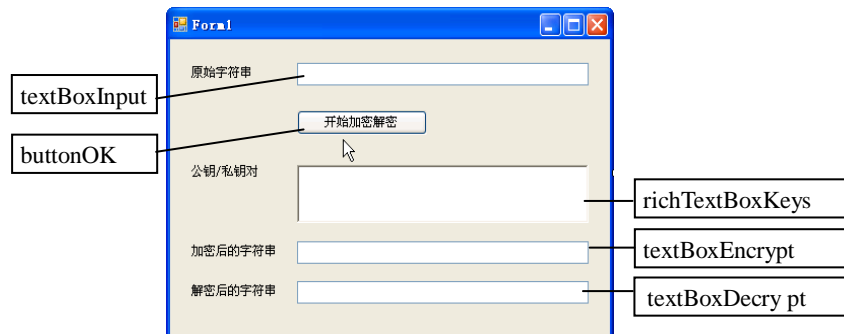 Form1
原始字符串
textBoxInput
开始加密解密
buttonOK
公钥/私钥对
richTextBoxKeys
加密后的字符串
textBoxEncrypt
解密后的字符串
textBoxDecry pt